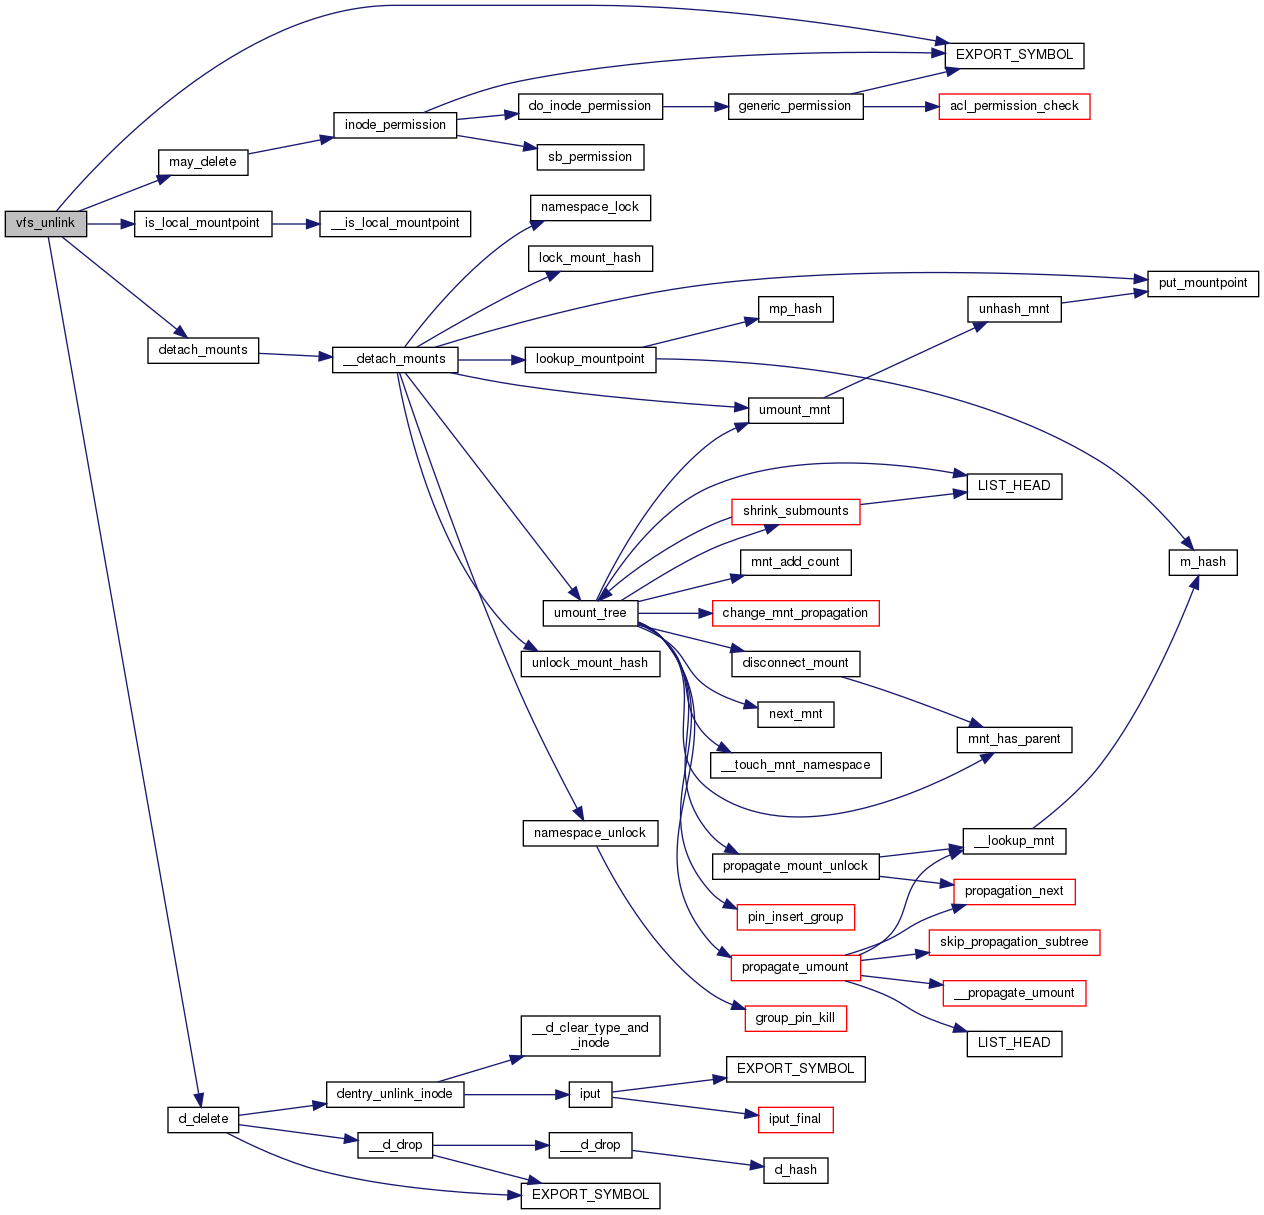 EXPORT_SYMBOL
do_inode_permission
generic_permission
acl_permission_check
inode_permission
may_delete
sb_permission
namespace_lock
vfs_unlink
is_local_mountpoint
__is_local_mountpoint
lock_mount_hash
put_mountpoint
mp_hash
unhash_mnt
detach_mounts
__detach_mounts
lookup_mountpoint
umount_mnt
LIST_HEAD
shrink_submounts
mnt_add_count
m_hash
umount_tree
change_mnt_propagation
unlock_mount_hash
disconnect_mount
next_mnt
mnt_has_parent
__touch_mnt_namespace
namespace_unlock
__lookup_mnt
propagate_mount_unlock
propagation_next
pin_insert_group
skip_propagation_subtree
propagate_umount
__propagate_umount
group_pin_kill
__d_clear_type_and
_inode
LIST_HEAD
EXPORT_SYMBOL
dentry_unlink_inode
iput
d_delete
iput_final
__d_drop
___d_drop
d_hash
EXPORT_SYMBOL